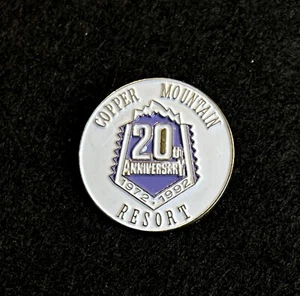 COPPER MOUNTAIN
20th
ANNIVERSARY
1972 • 1992
RESORT